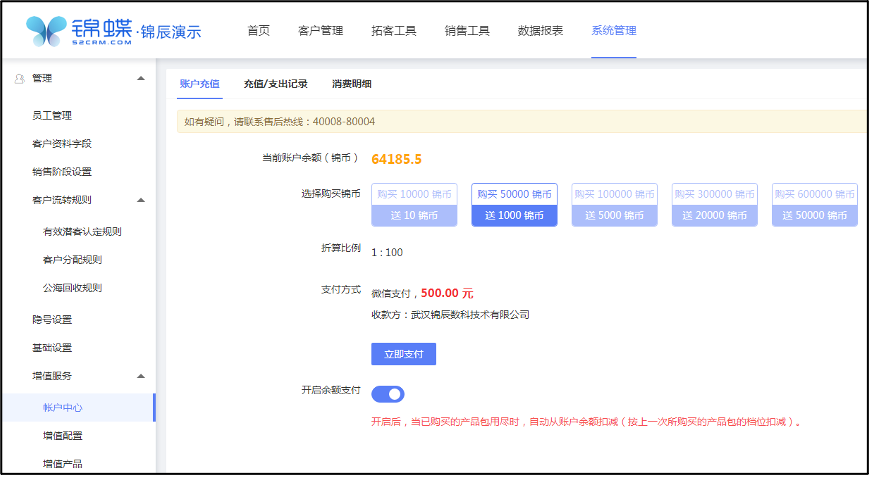 锦蝶
S2CRM.COM
·锦辰演示
首页
客户管理
拓客工具
销售工具
数据报表
系统管理
管理
员工管理
客户资料字段
销售阶段设置
客户流转规则
有效潜客认定规则
客户分配规则
公海回收规则
隐号设置
基础设置
增值服务
帐户中心
增值配置
增值产品
账户充值
充值/支出记录
消费明细
如有疑问，请联系售后热线：40008-80004
当前账户余额（锦币）
64185.5
选择购买锦币
购买 10000 锦币
送 10 锦币
购买 50000 锦币
送 1000 锦币
购买 100000 锦币
送 5000 锦币
购买 300000 锦币
送 20000 锦币
购买 600000 锦币
送 50000 锦币
折算比例
1 : 100
支付方式
微信支付，500.00 元
收款方：武汉锦辰数科技术有限公司
立即支付
开启余额支付
开启后，当已购买的产品包用尽时，自动从账户余额扣减（按上一次所购买的产品包的档位扣减）。